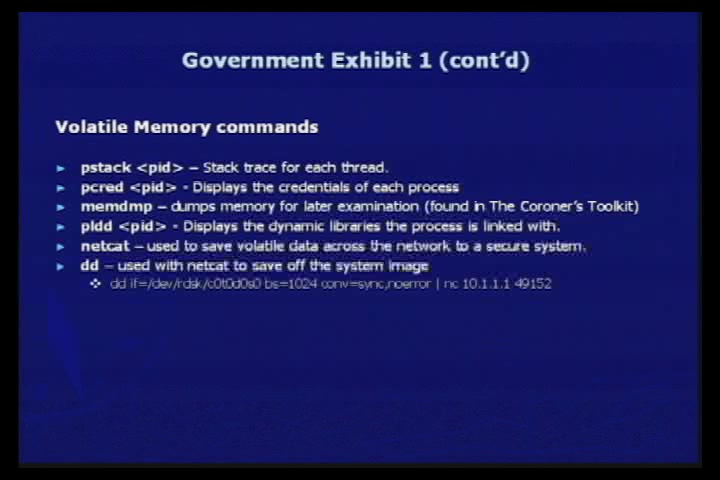 Government Exhibit 1 (cont'd)
Volatile Memory commands
► pstack <pid> – Stack trace for each thread.
► pcred <pid> - Displays the credentials of each process
► memdmp – dumps memory for later examination (found in The Coroner's Toolkit)
► pldd <pid> - Displays the dynamic libraries the process is linked with.
► netcat – used to save volatile data across the network to a secure system.
► dd – used with netcat to save off the system image
❖ dd if=/dev/rdsk/c0t0d0s0 bs=1024 conv=sync,noerror | nc 10.1.1.1 49152